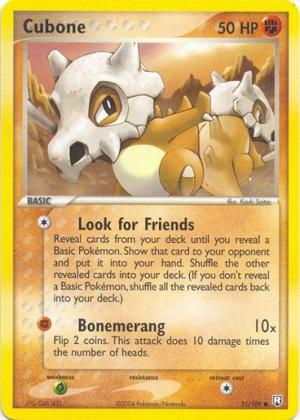 Cubone 50 HP
BASIC
Illus. Kouki Saitou
Look for Friends
Reveal cards from your deck until you reveal a
Basic Pokémon. Show that card to your opponent
and put it into your hand. Shuffle the other
revealed cards into your deck. (If you don't reveal a
Basic Pokémon, shuffle all the revealed cards back
into your deck.)
Bonemerang 10x
Flip 2 coins. This attack does 10 damage times
the number of heads.
weakness resistance retreat cost
©2004 Pokémon/Nintendo
51/109
R